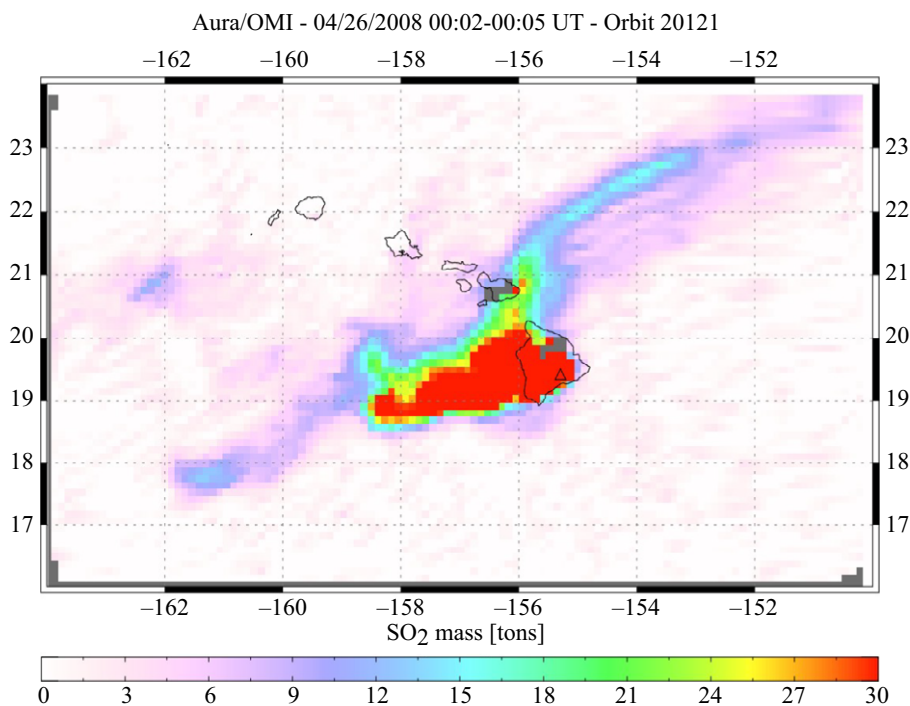 Aura/OMI - 04/26/2008 00:02-00:05 UT - Orbit 20121
−162 −160 −158 −156 −154 −152
23 23
22 22
21 21
20 20
19 19
18 18
17 17
−162 −160 −158 −156 −154 −152
SO2 mass [tons]
0 3 6 9 12 15 18 21 24 27 30